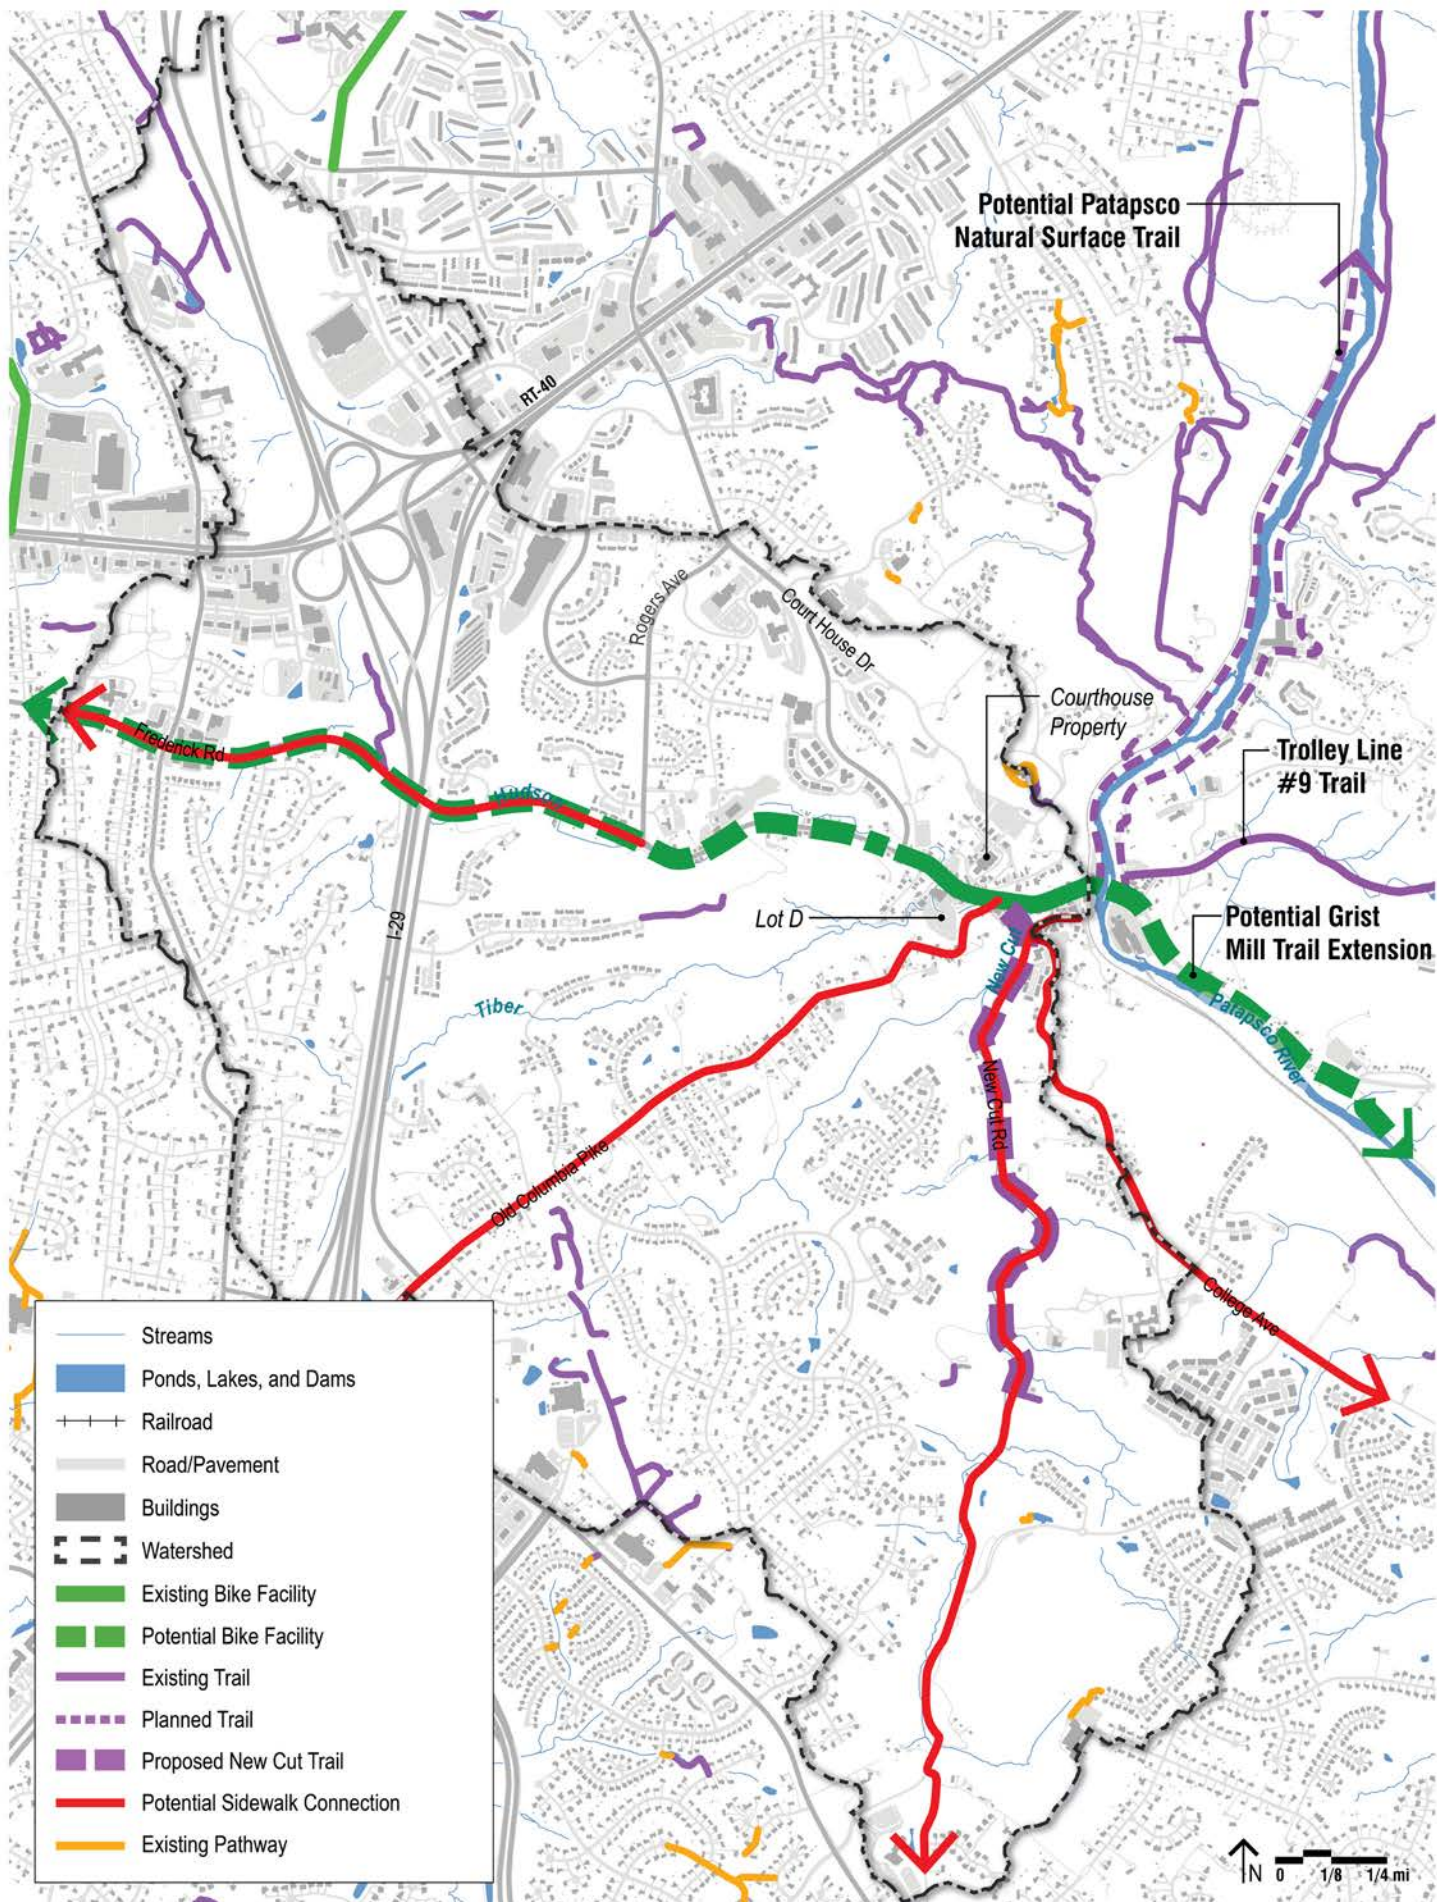 Potential Patapsco
Natural Surface Trail
RT-40
Rogers Ave
Court House Dr
Courthouse
Property
Frederick Rd
Trolley Line
#9 Trail
Hudson
Lot D
Potential Grist
Mill Trail Extension
I-29
New Cut
Tiber
Patapsco River
New Cut Rd
Old Columbia Pike
College Ave
Streams
Ponds, Lakes, and Dams
Railroad
Road/Pavement
Buildings
Watershed
Existing Bike Facility
Potential Bike Facility
Existing Trail
Planned Trail
Proposed New Cut Trail
Potential Sidewalk Connection
Existing Pathway
N
0 1/8 1/4 mi